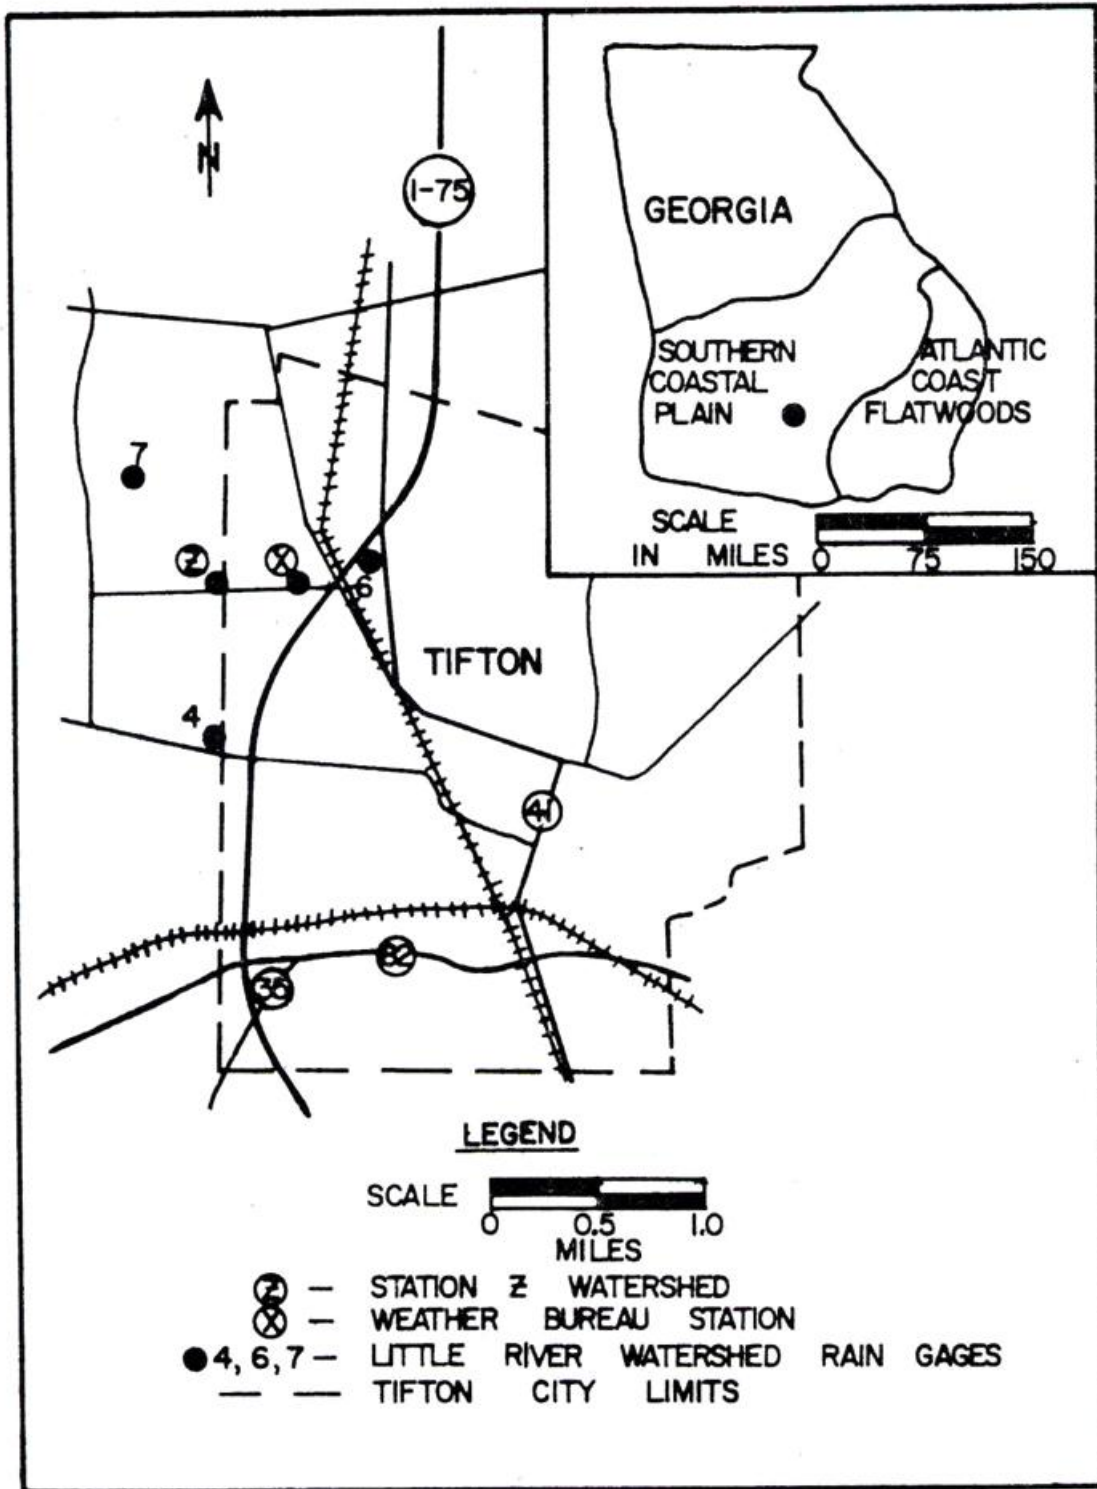 N
I-75
GEORGIA
SOUTHERN
COASTAL
PLAIN
ATLANTIC
COAST
FLATWOODS
SCALE
IN MILES
0 75 150
7
Z
X
6
TIFTON
4
41
82
35
LEGEND
SCALE
0 0.5 1.0
MILES
Z – STATION Z WATERSHED
X – WEATHER BUREAU STATION
4, 6, 7 – LITTLE RIVER WATERSHED RAIN GAGES
TIFTON CITY LIMITS